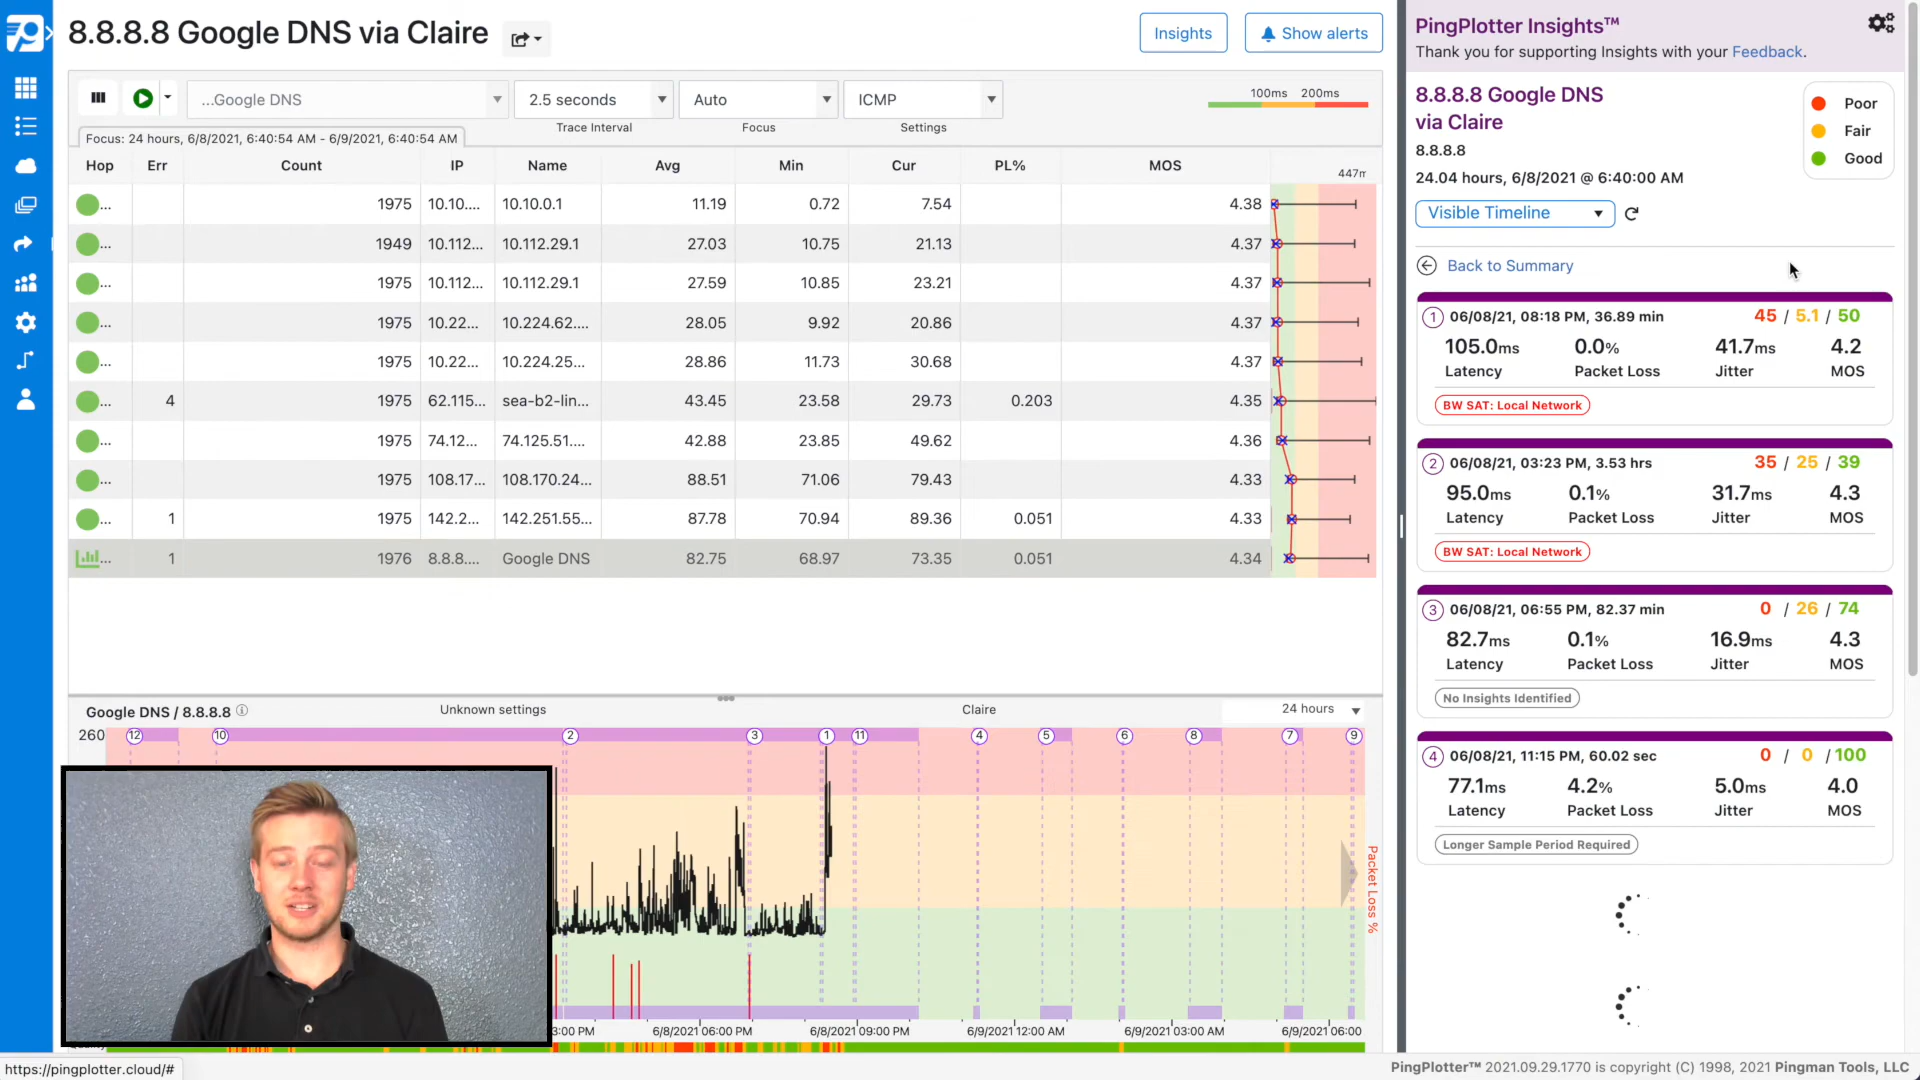 8.8.8.8 Google DNS via Claire
Insights
Show alerts
...Google DNS
2.5 seconds
Auto
ICMP
100ms 200ms
Trace Interval
Focus
Settings
Focus: 24 hours, 6/8/2021, 6:40:54 AM - 6/9/2021, 6:40:54 AM
Hop Err Count IP Name Avg Min Cur PL% MOS 447m
... 1975 10.10.... 10.10.0.1 11.19 0.72 7.54 4.38
... 1949 10.112... 10.112.29.1 27.03 10.75 21.13 4.37
... 1975 10.112... 10.112.29.1 27.59 10.85 23.21 4.37
... 1975 10.22... 10.224.62.... 28.05 9.92 20.86 4.37
... 1975 10.22... 10.224.25... 28.86 11.73 30.68 4.37
... 4 1975 62.115... sea-b2-lin... 43.45 23.58 29.73 0.203 4.35
... 1975 74.12... 74.125.51.... 42.88 23.85 49.62 4.36
... 1975 108.17... 108.170.24... 88.51 71.06 79.43 4.33
... 1 1975 142.2... 142.251.55... 87.78 70.94 89.36 0.051 4.33
... 1 1976 8.8.8.... Google DNS 82.75 68.97 73.35 0.051 4.34
Google DNS / 8.8.8.8
Unknown settings
Claire
24 hours
260
12 10 2 3 1 11 4 5 6 8 7 9
Packet Loss %
3:00 PM 6/8/2021 06:00 PM 6/8/2021 09:00 PM 6/9/2021 12:00 AM 6/9/2021 03:00 AM 6/9/2021 06:00
https://pingplotter.cloud/#
PingPlotter Insights™
Thank you for supporting Insights with your Feedback.
8.8.8.8 Google DNS
via Claire
8.8.8.8
24.04 hours, 6/8/2021 @ 6:40:00 AM
Poor
Fair
Good
Visible Timeline
Back to Summary
1 06/08/21, 08:18 PM, 36.89 min 45 / 5.1 / 50
105.0ms 0.0% 41.7ms 4.2
Latency Packet Loss Jitter MOS
BW SAT: Local Network
2 06/08/21, 03:23 PM, 3.53 hrs 35 / 25 / 39
95.0ms 0.1% 31.7ms 4.3
Latency Packet Loss Jitter MOS
BW SAT: Local Network
3 06/08/21, 06:55 PM, 82.37 min 0 / 26 / 74
82.7ms 0.1% 16.9ms 4.3
Latency Packet Loss Jitter MOS
No Insights Identified
4 06/08/21, 11:15 PM, 60.02 sec 0 / 0 / 100
77.1ms 4.2% 5.0ms 4.0
Latency Packet Loss Jitter MOS
Longer Sample Period Required
PingPlotter™ 2021.09.29.1770 is copyright (C) 1998, 2021 Pingman Tools, LLC